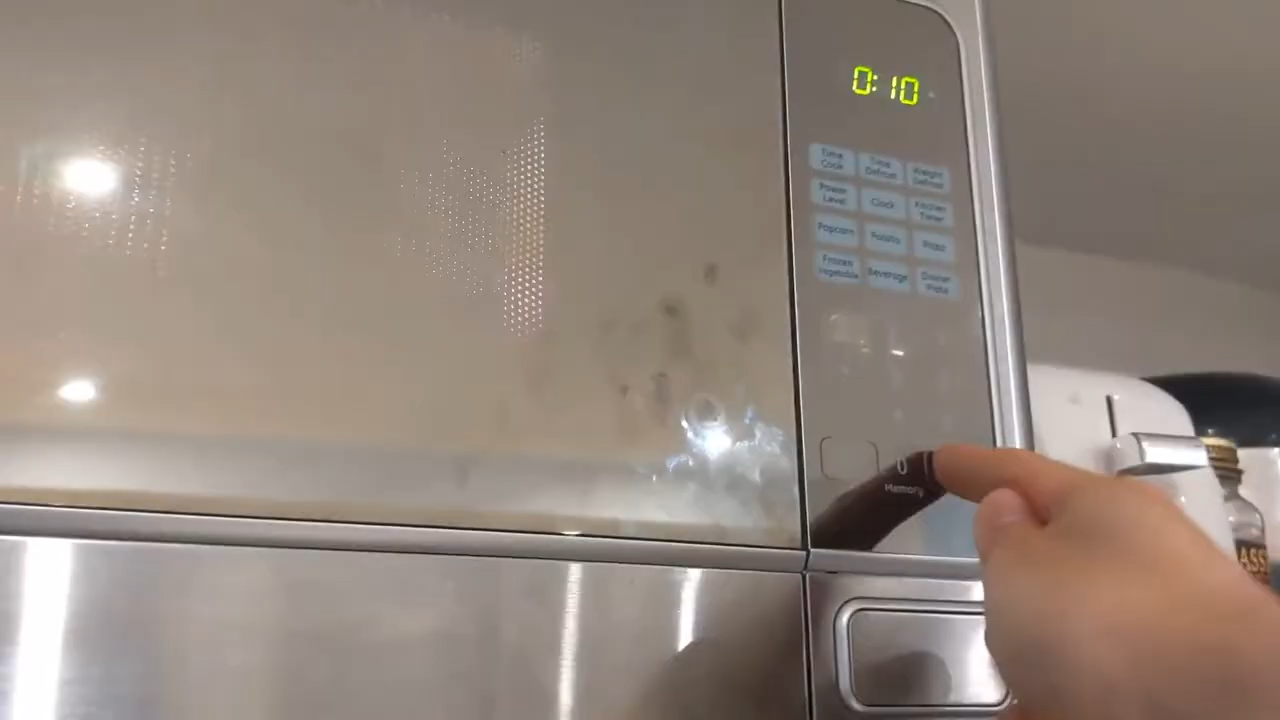 0:10
Time Cook
Time Defrost
Weight Defrost
Power Level
Clock
Kitchen Timer
Popcorn
Potato
Pizza
Frozen Vegetable
Beverage
Dinner Plate
0
Memory
ASS